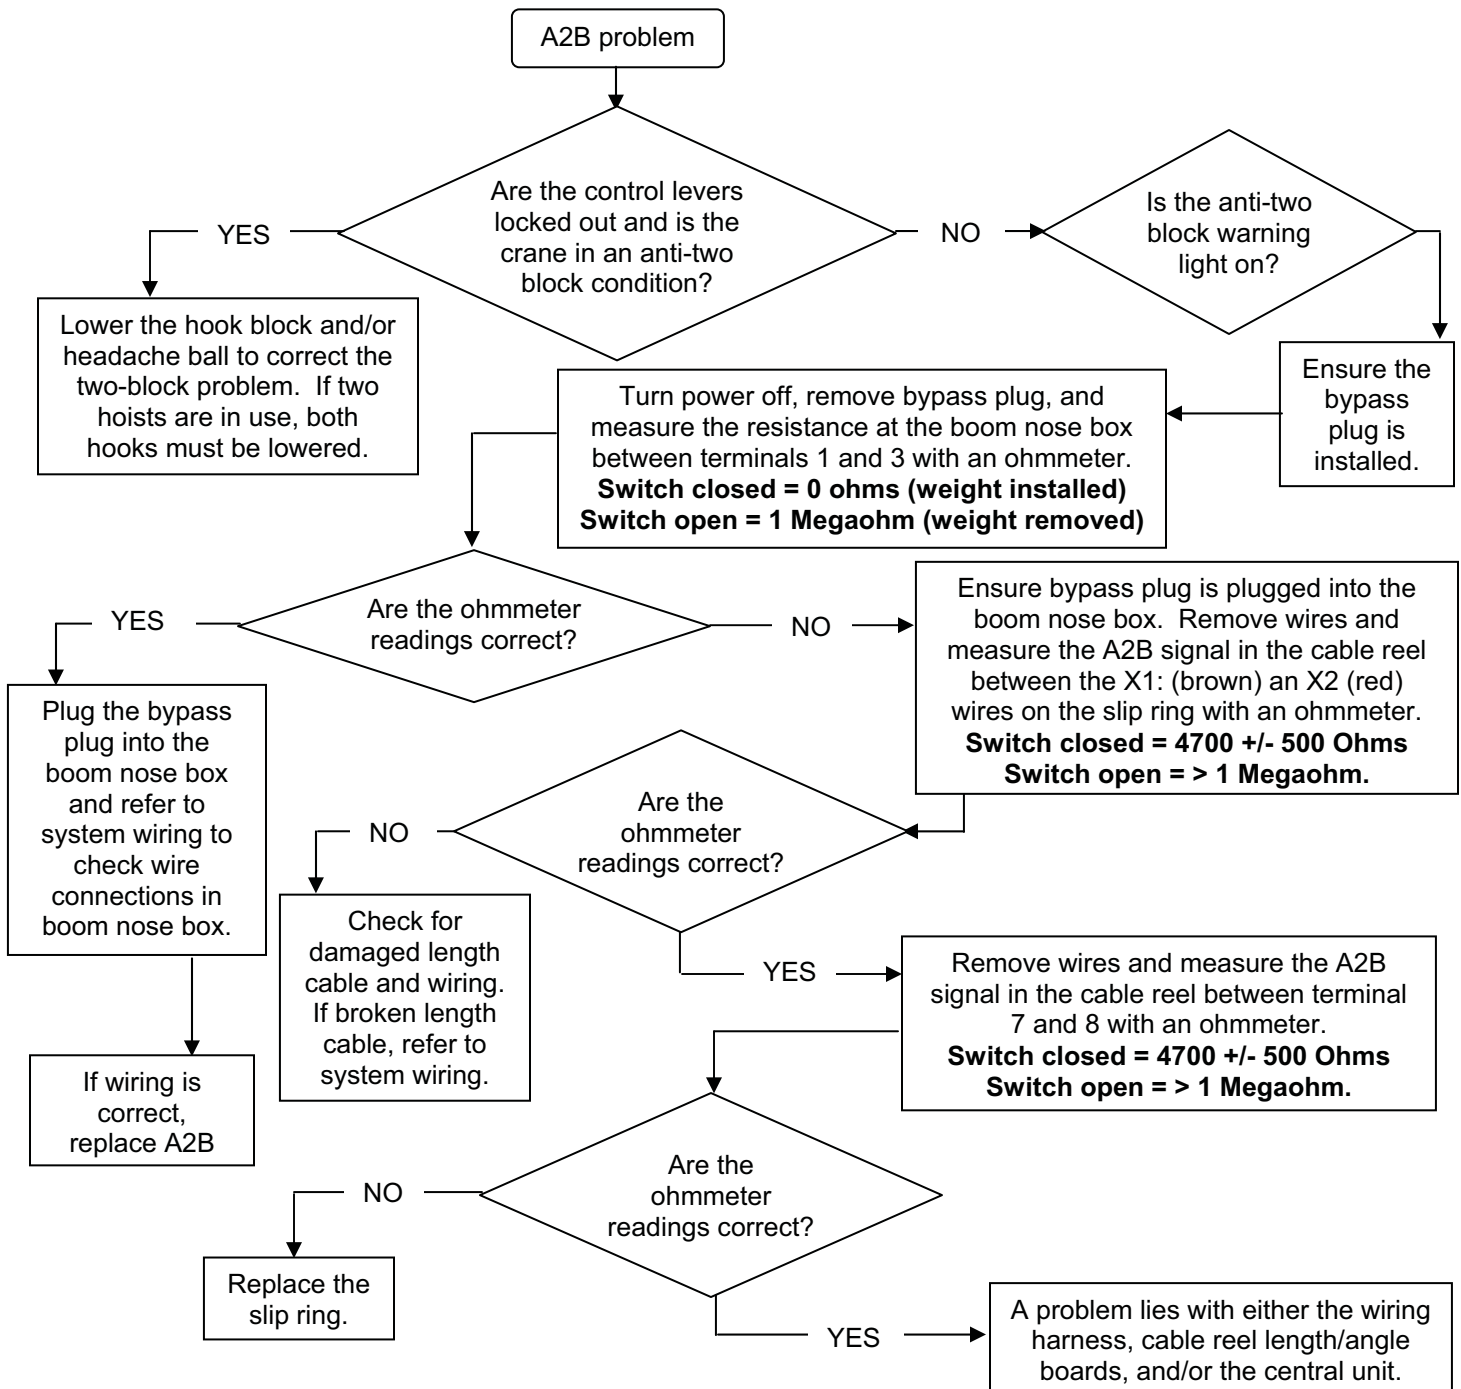 A2B problem
Are the control levers
locked out and is the
crane in an anti-two
block condition?
YES
NO
Is the anti-two
block warning
light on?
Lower the hook block and/or
headache ball to correct the
two-block problem.  If two
hoists are in use, both
hooks must be lowered.
Ensure the
bypass
plug is
installed.
Turn power off, remove bypass plug, and
measure the resistance at the boom nose box
between terminals 1 and 3 with an ohmmeter.
Switch closed = 0 ohms (weight installed)
Switch open = 1 Megaohm (weight removed)
Are the ohmmeter
readings correct?
YES
NO
Ensure bypass plug is plugged into the
boom nose box.  Remove wires and
measure the A2B signal in the cable reel
between the X1: (brown) an X2 (red)
wires on the slip ring with an ohmmeter.
Switch closed = 4700 +/- 500 Ohms
Switch open = > 1 Megaohm.
Plug the bypass
plug into the
boom nose box
and refer to
system wiring to
check wire
connections in
boom nose box.
If wiring is
correct,
replace A2B
Are the
ohmmeter
readings correct?
NO
Check for
damaged length
cable and wiring.
If broken length
cable, refer to
system wiring.
YES
Remove wires and measure the A2B
signal in the cable reel between terminal
7 and 8 with an ohmmeter.
Switch closed = 4700 +/- 500 Ohms
Switch open = > 1 Megaohm.
Are the
ohmmeter
readings correct?
NO
Replace the
slip ring.
YES
A problem lies with either the wiring
harness, cable reel length/angle
boards, and/or the central unit.